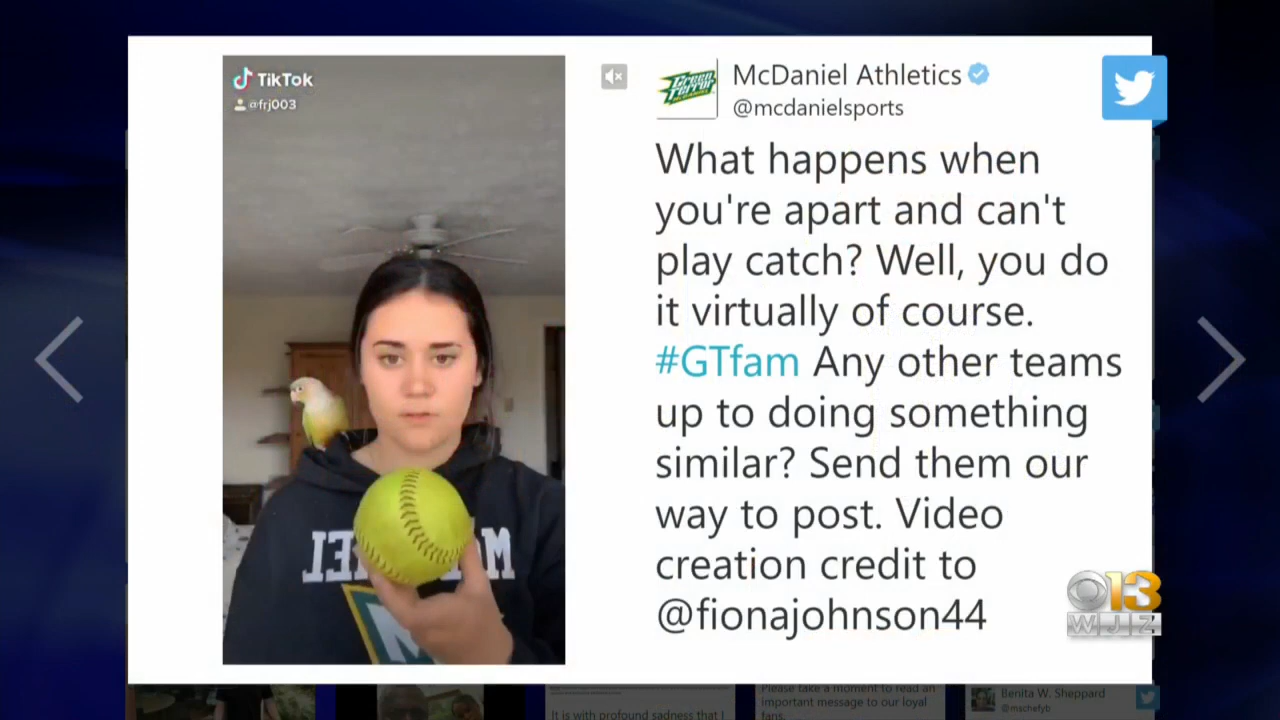 TikTok
@frj003
Green
Terror
McDaniel Athletics
@mcdanielsports
What happens when
you're apart and can't
play catch? Well, you do
it virtually of course.
#GTfam Any other teams
up to doing something
similar? Send them our
way to post. Video
creation credit to
@fionajohnson44
13
WJZ
It is with profound sadness that I
Please take a moment to read an
important message to our loyal
fans.
Benita W. Sheppard
@mschefyb